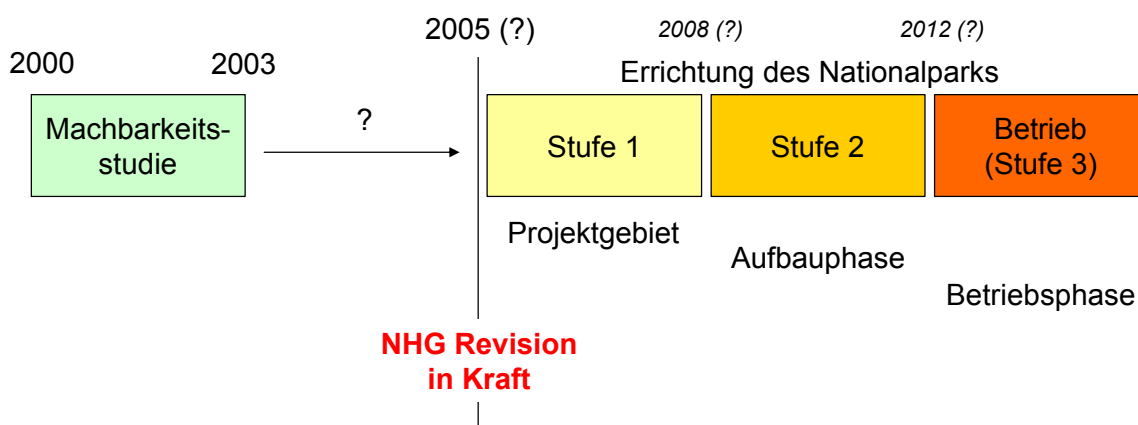 2000
2003
2005 (?)
2008 (?)
2012 (?)
Errichtung des Nationalparks
Machbarkeits-
studie
?
Stufe 1
Stufe 2
Betrieb
(Stufe 3)
Projektgebiet
Aufbauphase
Betriebsphase
NHG Revision
in Kraft